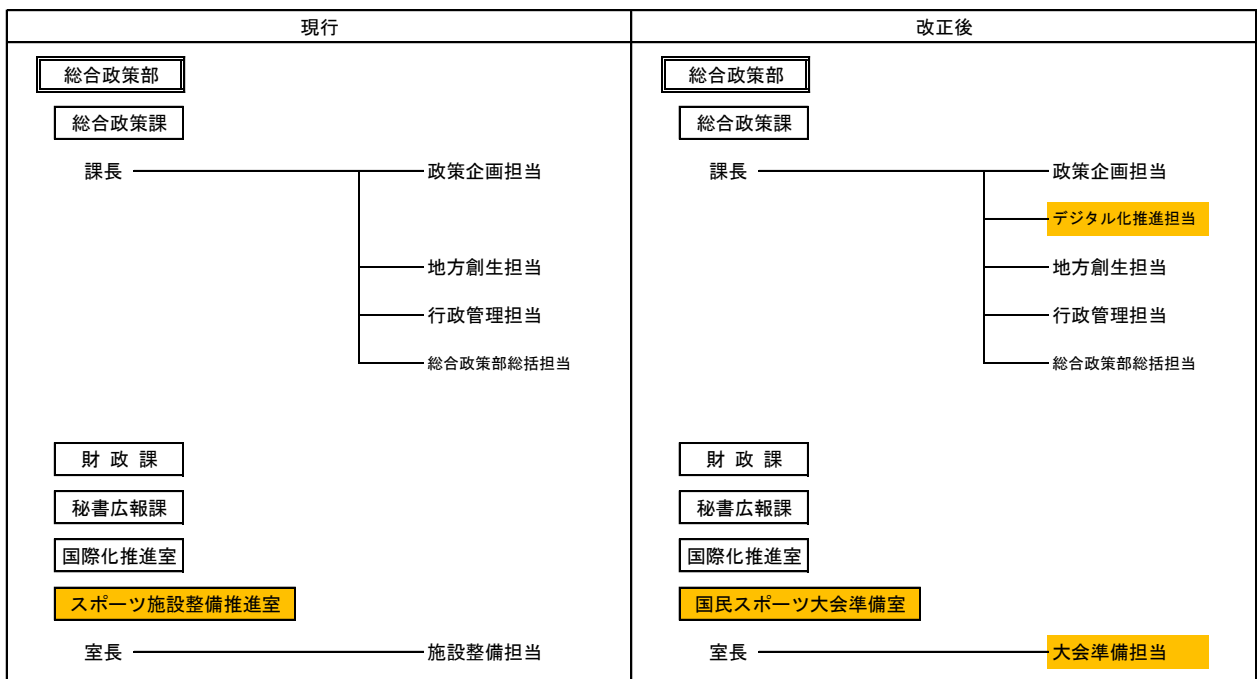 現行
総合政策部
総合政策課
課長 政策企画担当
地方創生担当
行政管理担当
総合政策部総括担当
財政課
秘書広報課
国際化推進室
スポーツ施設整備推進室
室長 施設整備担当
改正後
総合政策部
総合政策課
課長 政策企画担当
デジタル化推進担当
地方創生担当
行政管理担当
総合政策部総括担当
財政課
秘書広報課
国際化推進室
国民スポーツ大会準備室
室長 大会準備担当